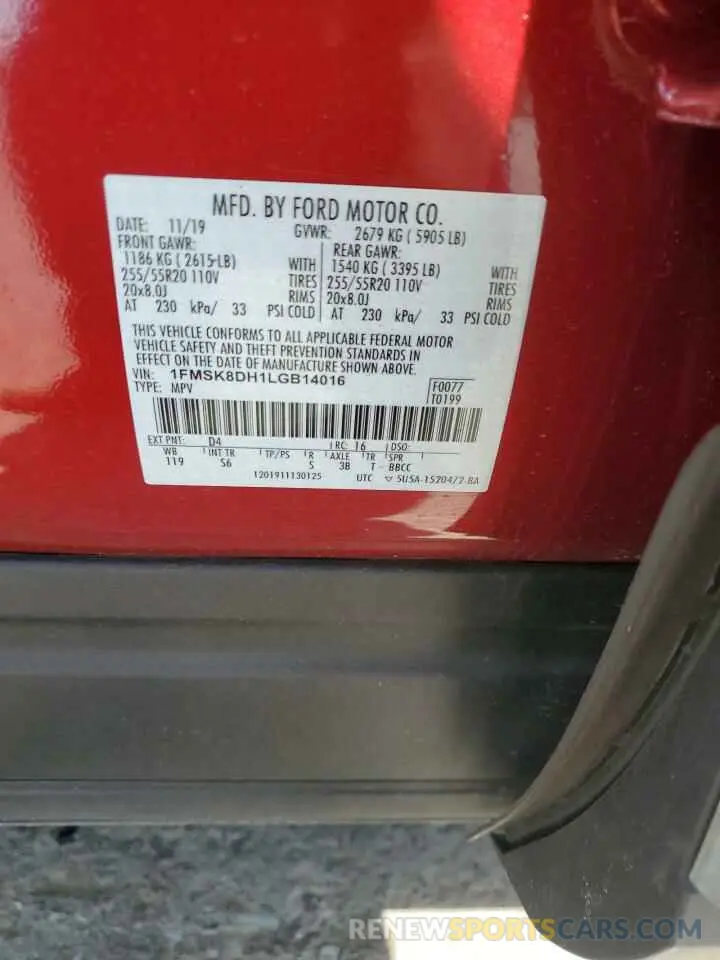 MFD. BY FORD MOTOR CO.
DATE: 11/19 GVWR: 2679 KG ( 5905 LB)
FRONT GAWR: REAR GAWR:
1186 KG ( 2615 LB) WITH 1540 KG ( 3395 LB) WITH
255/55R20 110V TIRES 255/55R20 110V TIRES
20x8.0J RIMS 20x8.0J RIMS
AT 230 kPa/ 33 PSI COLD AT 230 kPa/ 33 PSI COLD
THIS VEHICLE CONFORMS TO ALL APPLICABLE FEDERAL MOTOR
VEHICLE SAFETY AND THEFT PREVENTION STANDARDS IN
EFFECT ON THE DATE OF MANUFACTURE SHOWN ABOVE.
VIN: 1FMSK8DH1LGB14016
TYPE: MPV
F0077
T0199
EXT PNT: D4 RC: 16 DSO:
WB INT TR TP/PS R AXLE TR SPR
119 S6 S 3B T BBCC
1201911130125 UTC
RENEWSPORTSCARS.COM